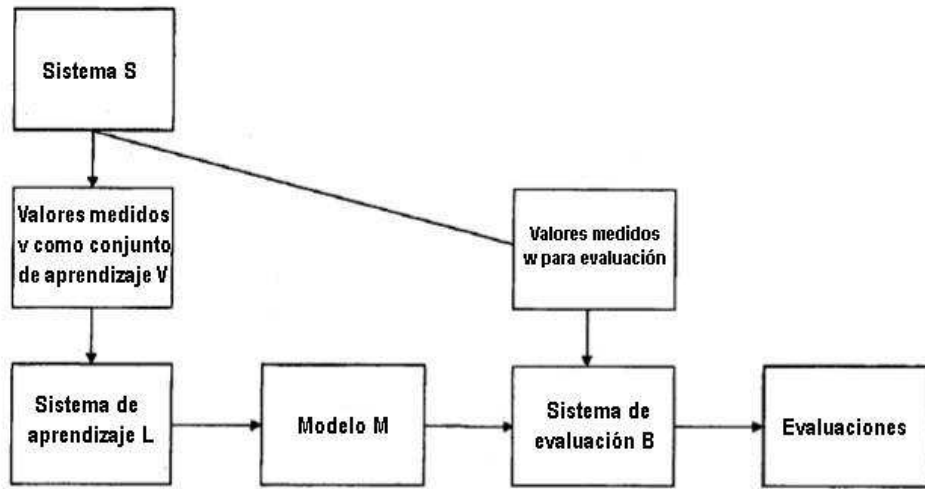 Sistema S
Valores medidos
v como conjunto
de aprendizaje V
Valores medidos
w para evaluación
Sistema de
aprendizaje L
Modelo M
Sistema de
evaluación B
Evaluaciones